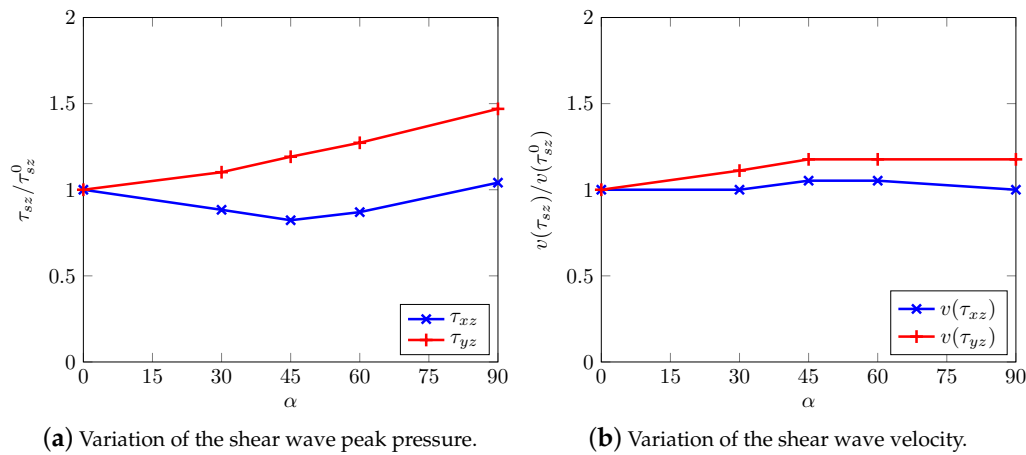 2
1.5
1
0.5
0
0 15 30 45 60 75 90
τsz/τ⁰sz
α
τxz
τyz
(a) Variation of the shear wave peak pressure.
2
1.5
1
0.5
0
0 15 30 45 60 75 90
v(τsz)/v(τ⁰sz)
α
v(τxz)
v(τyz)
(b) Variation of the shear wave velocity.